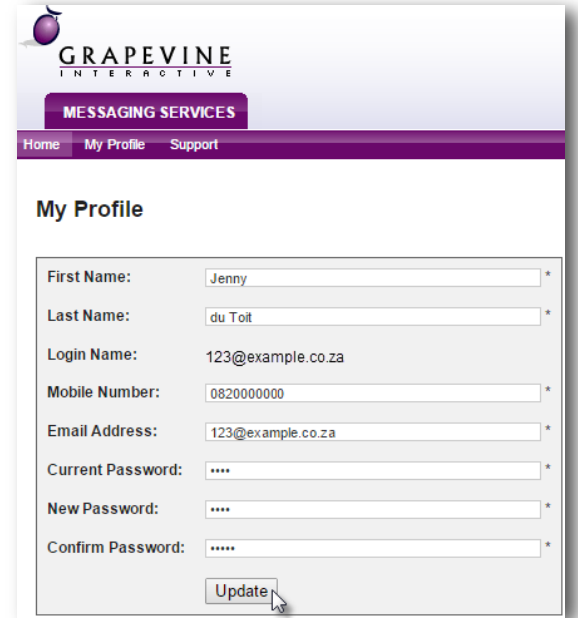 GRAPEVINE
INTERACTIVE
MESSAGING SERVICES
Home My Profile Support
My Profile
First Name: Jenny *
Last Name: du Toit *
Login Name: 123@example.co.za
Mobile Number: 0820000000 *
Email Address: 123@example.co.za *
Current Password: •••• *
New Password: •••• *
Confirm Password: ••••• *
Update